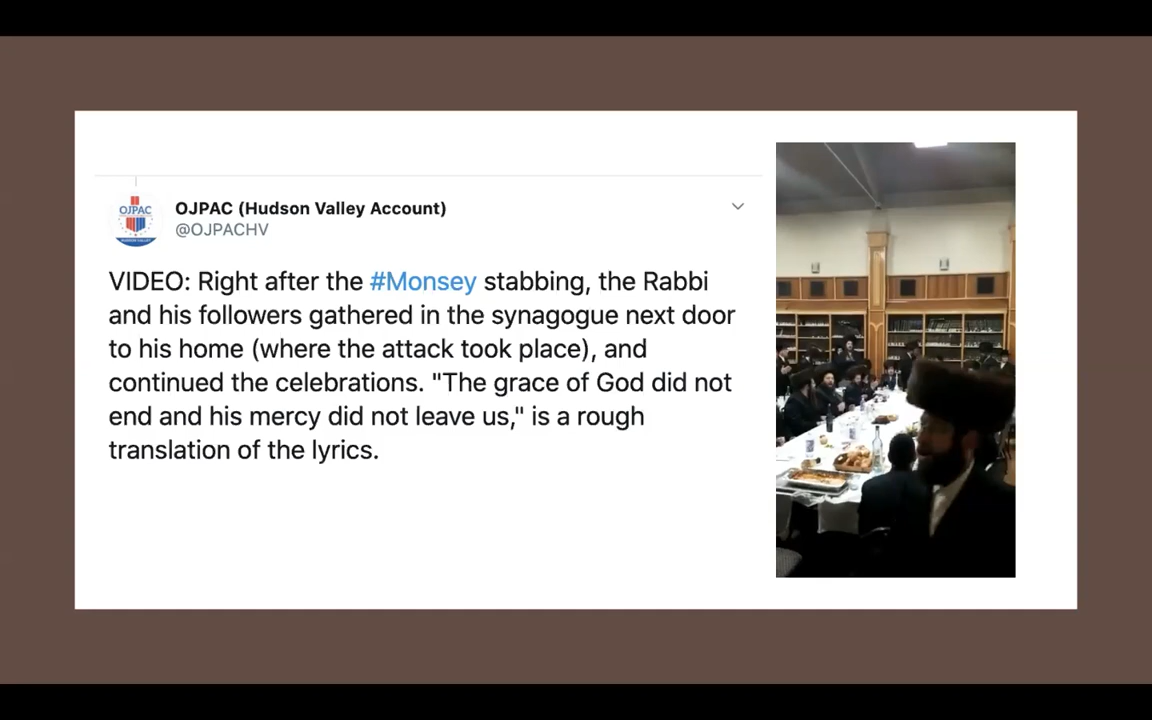 OJPAC
OJPAC (Hudson Valley Account)
@OJPACHV
VIDEO: Right after the #Monsey stabbing, the Rabbi
and his followers gathered in the synagogue next door
to his home (where the attack took place), and
continued the celebrations. "The grace of God did not
end and his mercy did not leave us," is a rough
translation of the lyrics.